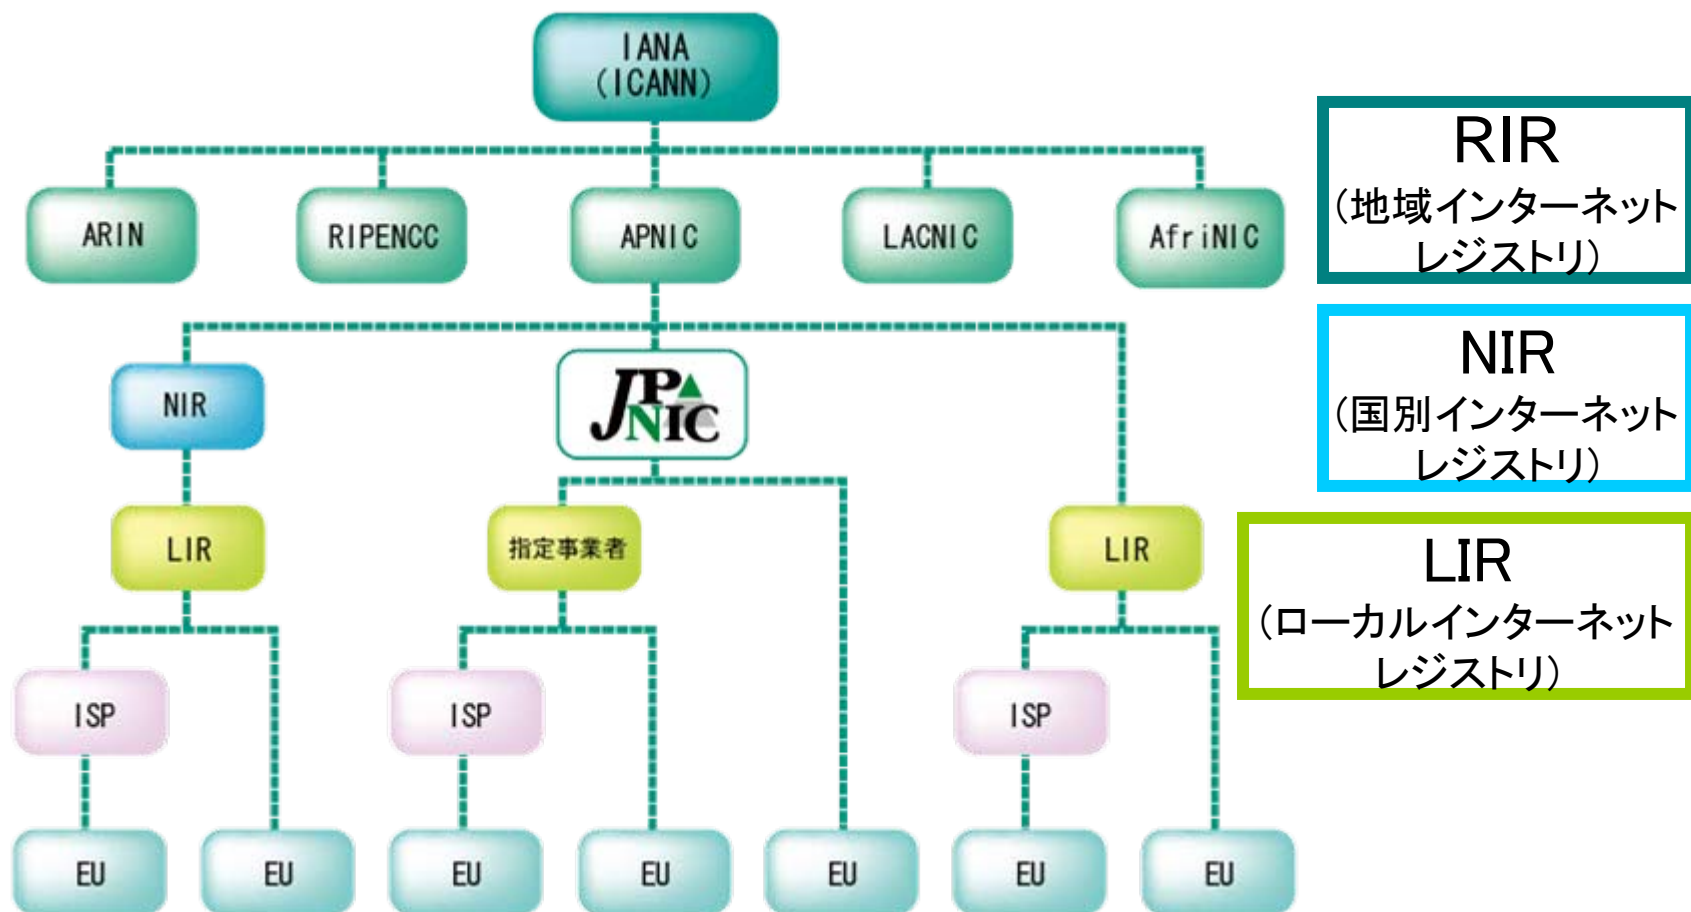 IANA
(ICANN)
ARIN
RIPENCC
APNIC
LACNIC
AfriNIC
RIR
(地域インターネット
レジストリ)
NIR
JPNIC
NIR
(国別インターネット
レジストリ)
LIR
指定事業者
LIR
LIR
(ローカルインターネット
レジストリ)
ISP
ISP
ISP
EU
EU
EU
EU
EU
EU
EU